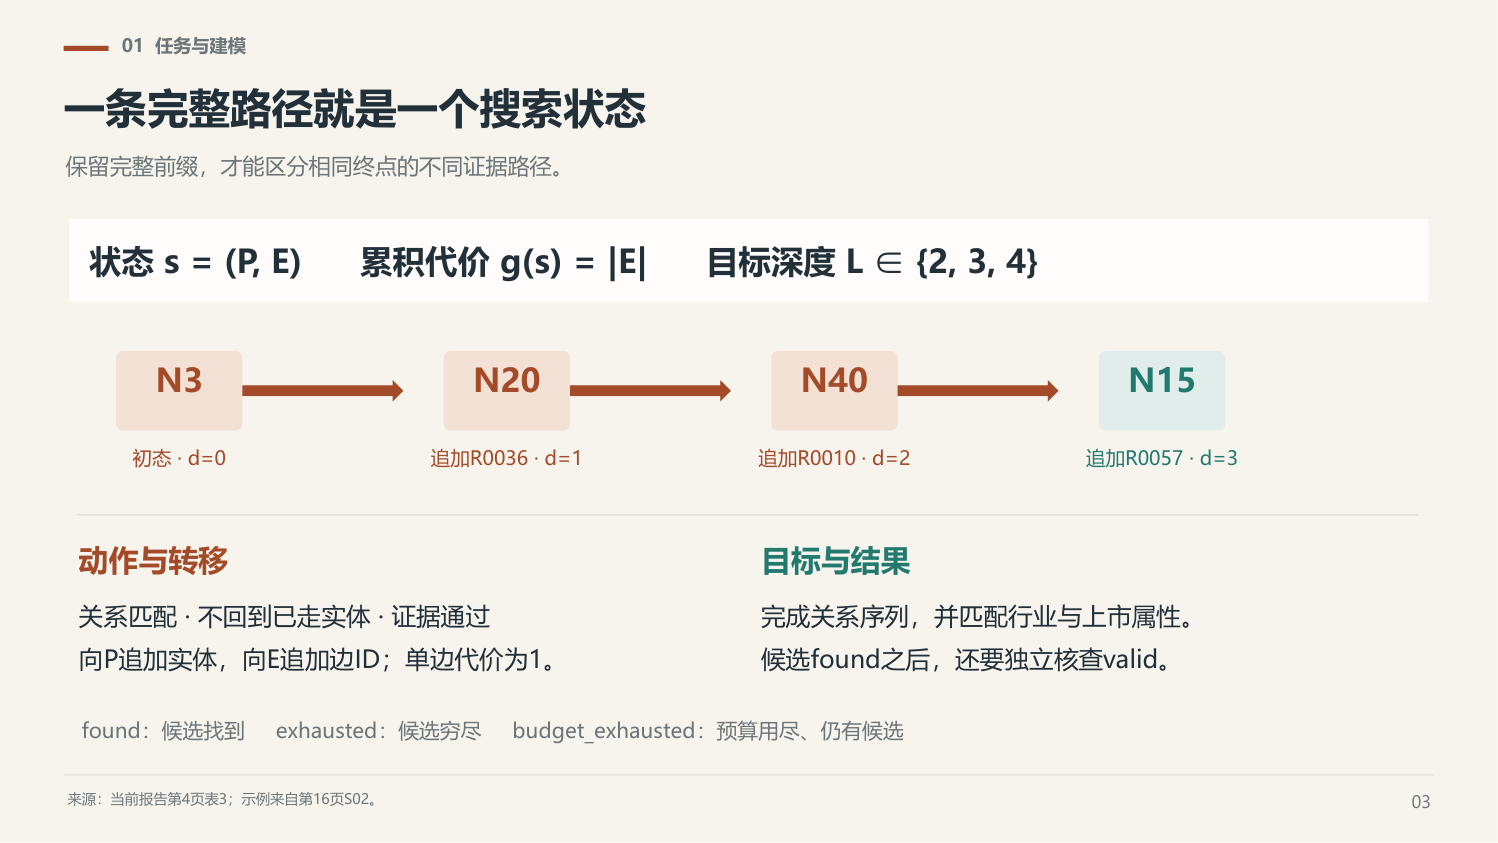 01 任务与建模
一条完整路径就是一个搜索状态
保留完整前缀，才能区分相同终点的不同证据路径。
状态 s = (P, E) 累积代价 g(s) = |E| 目标深度 L ∈ {2, 3, 4}
N3 N20 N40 N15
初态 · d=0 追加R0036 · d=1 追加R0010 · d=2 追加R0057 · d=3
动作与转移
关系匹配 · 不回到已走实体 · 证据通过
向P追加实体，向E追加边ID；单边代价为1。
目标与结果
完成关系序列，并匹配行业与上市属性。
候选found之后，还要独立核查valid。
found：候选找到 exhausted：候选穷尽 budget_exhausted：预算用尽、仍有候选
来源：当前报告第4页表3；示例来自第16页S02。
03